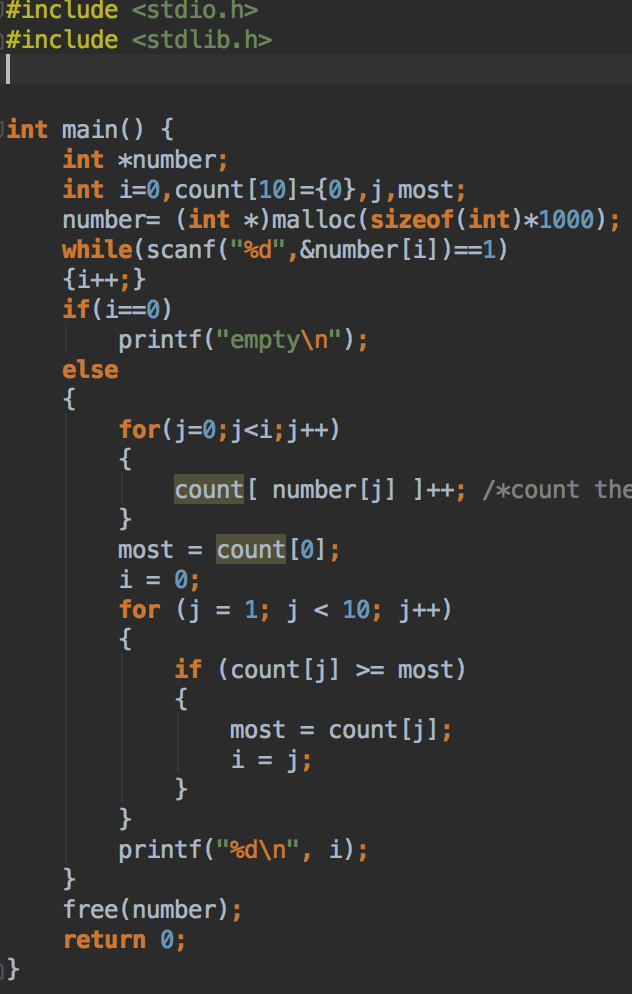 #include <stdio.h>
#include <stdlib.h>
int main() {
int *number;
int i=0,count[10]={0},j,most;
number= (int *)malloc(sizeof(int)*1000);
while(scanf("%d",&number[i])==1)
{i++;}
if(i==0)
printf("empty\n");
else
{
for(j=0;j<i;j++)
{
count[ number[j] ]++; /*count the
}
most = count[0];
i = 0;
for (j = 1; j < 10; j++)
{
if (count[j] >= most)
{
most = count[j];
i = j;
}
}
printf("%d\n", i);
}
free(number);
return 0;
}